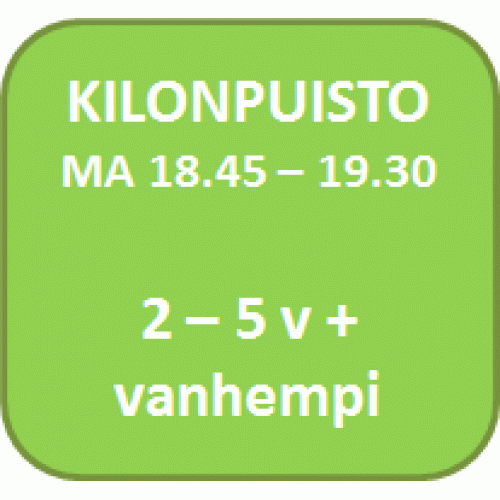 KILONPUISTO
MA 18.45 – 19.30
2 – 5 v +
vanhempi